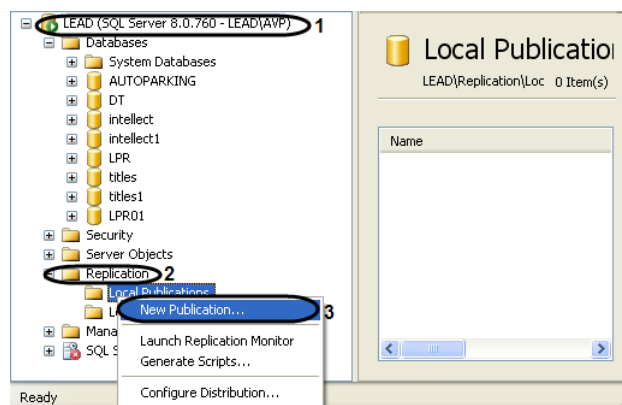 LEAD (SQL Server 8.0.760 - LEAD\AVP) 1
Databases
System Databases
AUTOPARKING
DT
intellect
intellect1
LPR
titles
titles1
LPR01
Security
Server Objects
Replication 2
Local Publications
New Publication... 3
Launch Replication Monitor
Generate Scripts...
Configure Distribution...
Ready
Local Publicatio
LEAD\Replication\Loc 0 Item(s)
Name